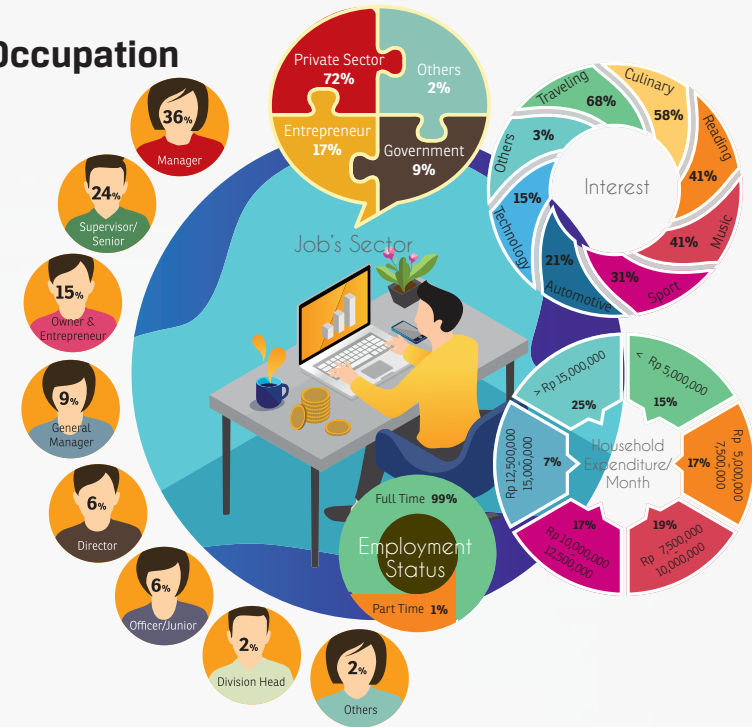 Occupation
36%
Manager
24%
Supervisor/
Senior
15%
Owner &
Entrepreneur
9%
General
Manager
6%
Director
6%
Officer/Junior
2%
Division Head
2%
Others
Private Sector
72%
Others
2%
Entrepreneur
17%
Government
9%
Job's Sector
Interest
Traveling
68%
Culinary
58%
Reading
41%
Music
41%
Sport
31%
Automotive
21%
Technology
15%
Others
3%
Household
Expenditure/
Month
< Rp 5,000,000
15%
Rp 5,000,000
7,500,000
17%
Rp 7,500,000
10,000,000
19%
Rp 10,000,000
12,500,000
17%
Rp 12,500,000
15,000,000
7%
> Rp 15,000,000
25%
Full Time 99%
Employment
Status
Part Time 1%